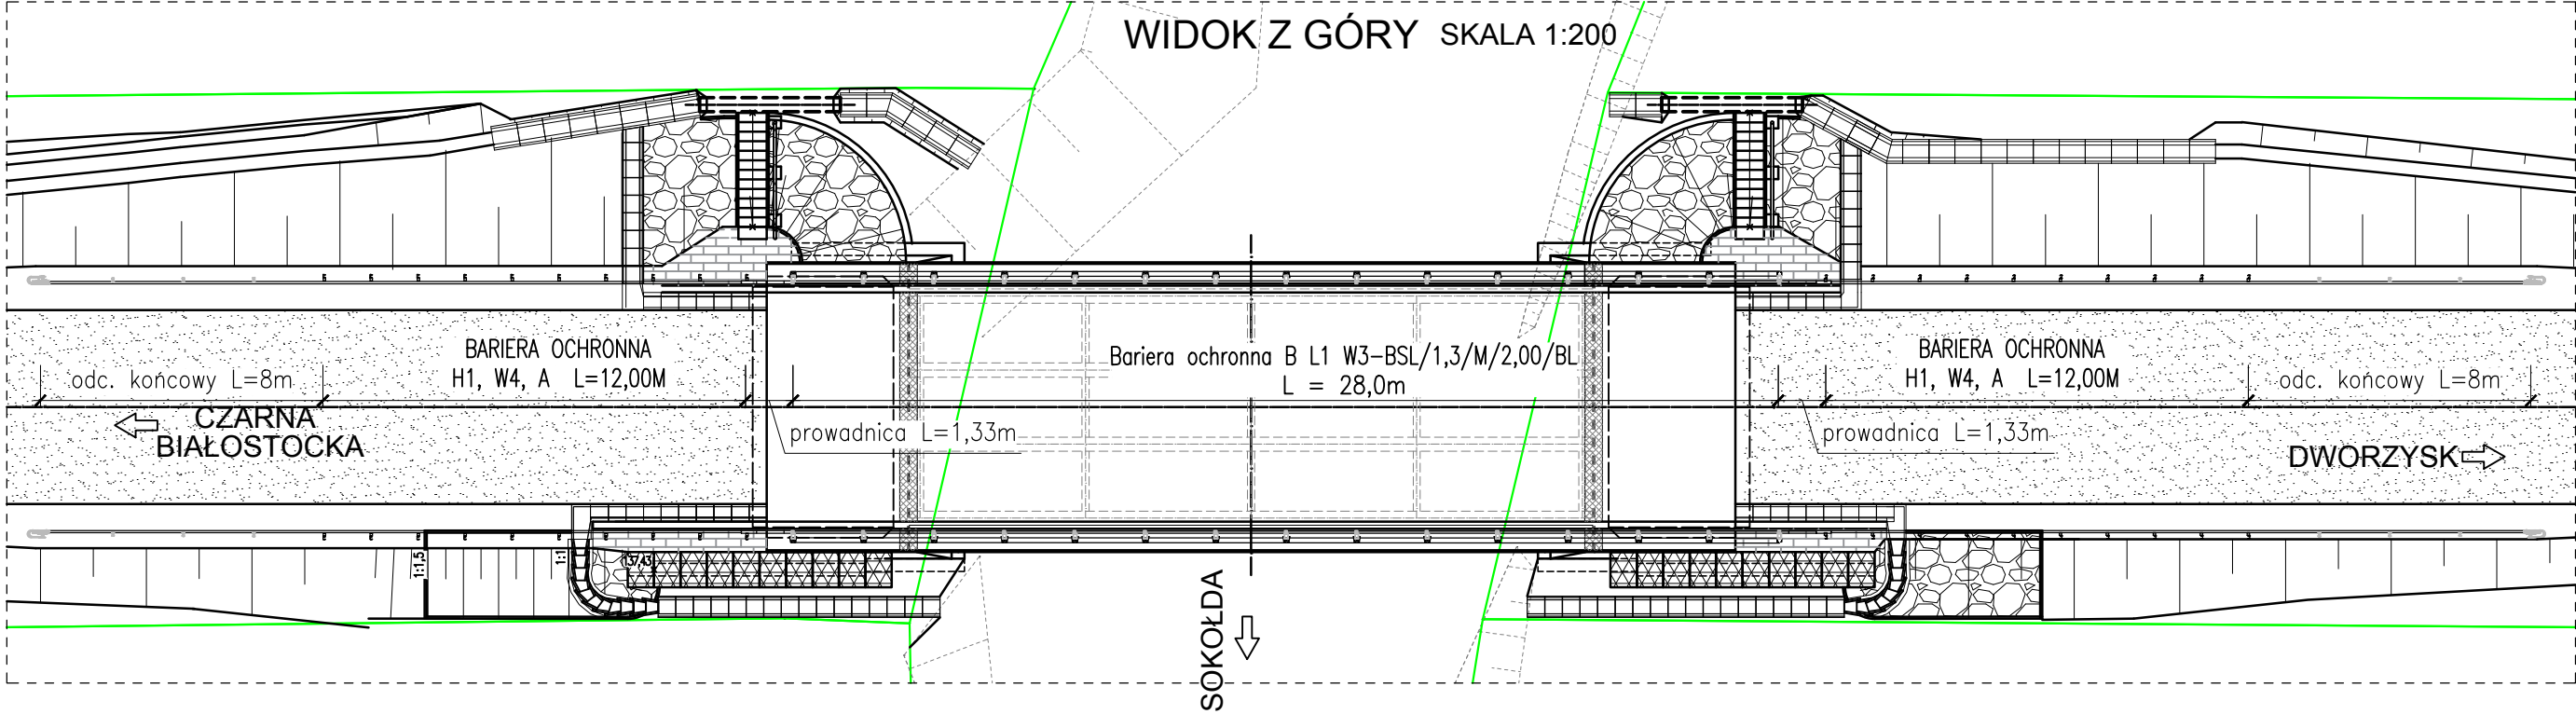 WIDOK Z GÓRY SKALA 1:200
BARIERA OCHRONNA
H1, W4, A L=12,00M
odc. końcowy L=8m
CZARNA
BIAŁOSTOCKA
prowadnica L=1,33m
Bariera ochronna B L1 W3-BSL/1,3/M/2,00/BL
L = 28,0m
BARIERA OCHRONNA
H1, W4, A L=12,00M
odc. końcowy L=8m
prowadnica L=1,33m
DWORZYSK
1:1,5
1:1
137,43
SOKOŁDA